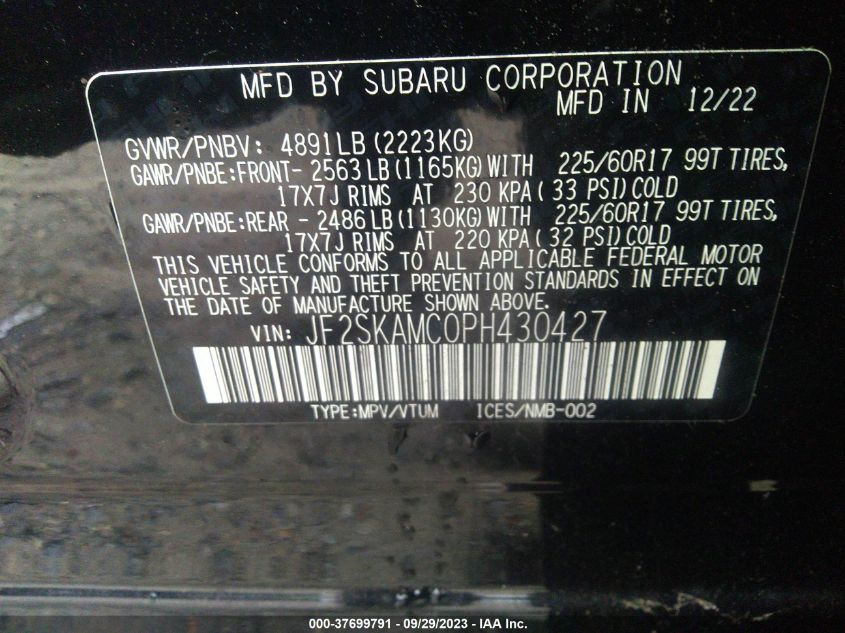 MFD BY SUBARU CORPORATION
MFD IN 12/22
GVWR/PNBV: 4891LB (2223KG)
GAWR/PNBE:FRONT- 2563LB(1165KG)WITH 225/60R17 99T TIRES,
17X7J RIMS AT 230 KPA( 33 PSI)COLD
GAWR/PNBE:REAR - 2486LB(1130KG)WITH 225/60R17 99T TIRES,
17X7J RIMS AT 220 KPA( 32 PSI)COLD
THIS VEHICLE CONFORMS TO ALL APPLICABLE FEDERAL MOTOR
VEHICLE SAFETY AND THEFT PREVENTION STANDARDS IN EFFECT ON
THE DATE OF MANUFACTURE SHOWN ABOVE.
VIN: JF2SKAMC0PH430427
TYPE:MPV/VTUM ICES/NMB-002
000-37699791 - 09/29/2023 - IAA Inc.